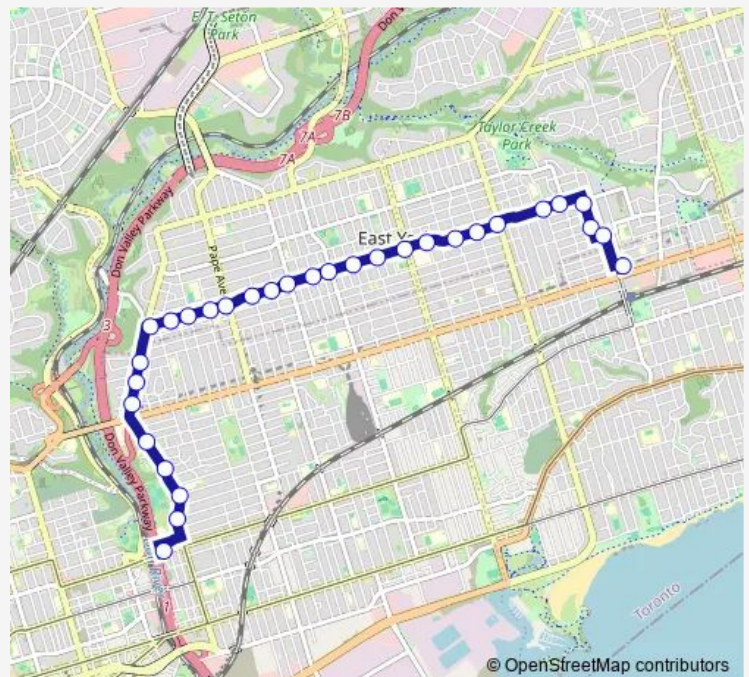 E. T. Seton
Park
Don
7B
7A
7A
Taylor Creek
Park
Don Valley Parkway
East Y
Pape Ave
3
Don Valley Parkway
1
Toronto
© OpenStreetMap contributors